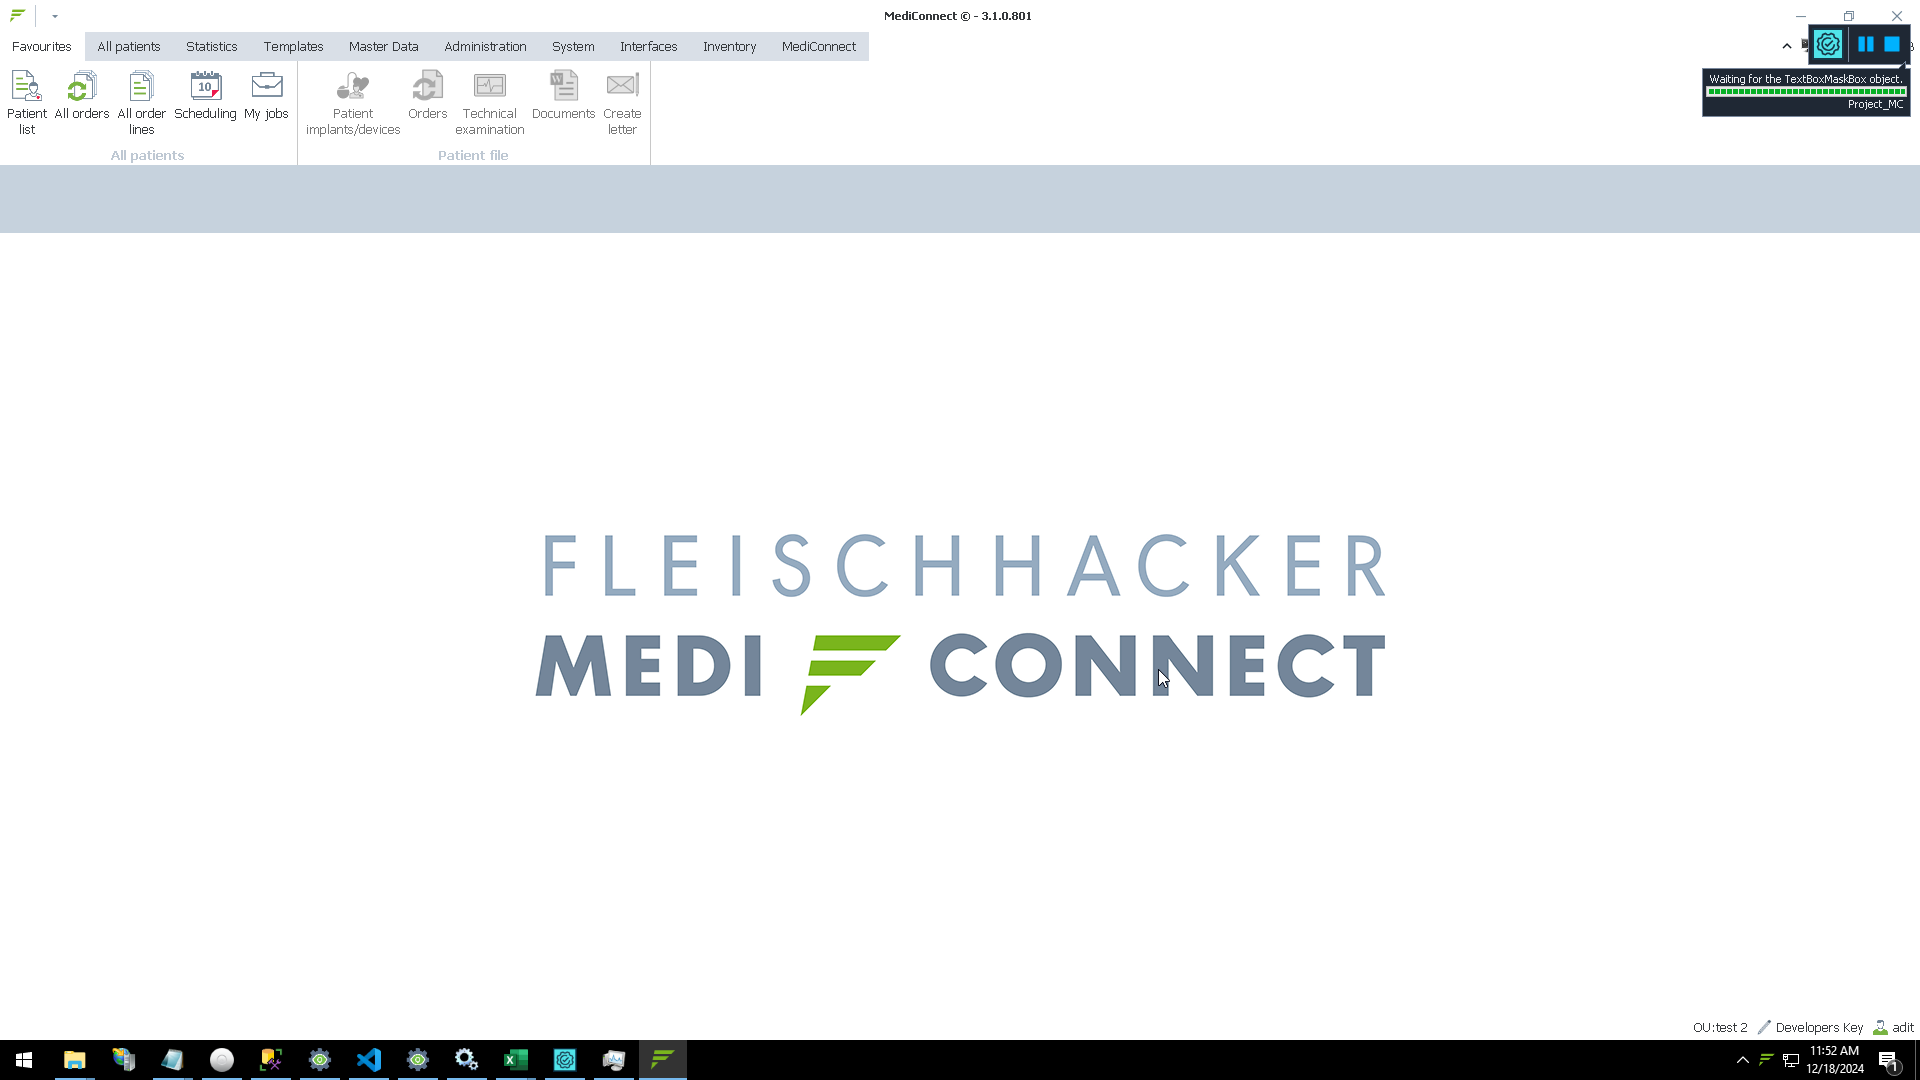 MediConnect © - 3.1.0.801
Favourites All patients Statistics Templates Master Data Administration System Interfaces Inventory MediConnect
Patient list
All orders
All order lines
Scheduling
My jobs
All patients
Patient implants/devices
Orders
Technical examination
Documents
Create letter
Patient file
10
Waiting for the TextBoxMaskBox object.
Project_MC
FLEISCHHACKER
MEDI CONNECT
OU:test 2 Developers Key adit
11:52 AM
12/18/2024
1